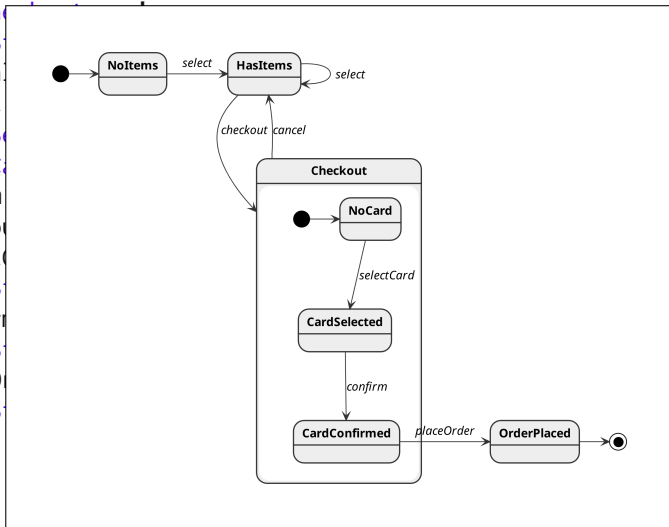 NoItems
select
HasItems
select
checkout
cancel
Checkout
NoCard
selectCard
CardSelected
confirm
CardConfirmed
placeOrder
OrderPlaced